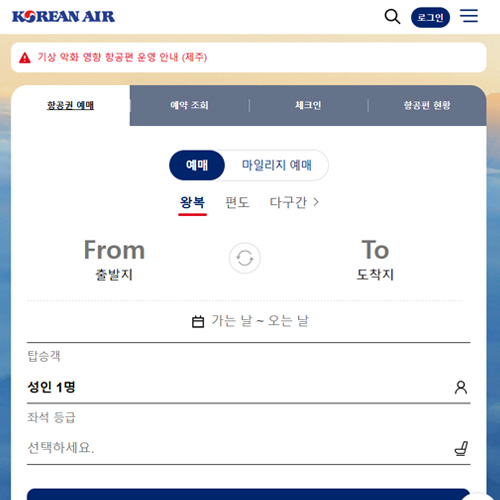 KOREAN AIR
로그인
기상 악화 영향 항공편 운영 안내 (제주)
항공권 예매
예약 조회
체크인
항공편 현황
예매
마일리지 예매
왕복
편도
다구간
From
To
출발지
도착지
가는 날 ~ 오는 날
탑승객
성인 1명
좌석 등급
선택하세요.